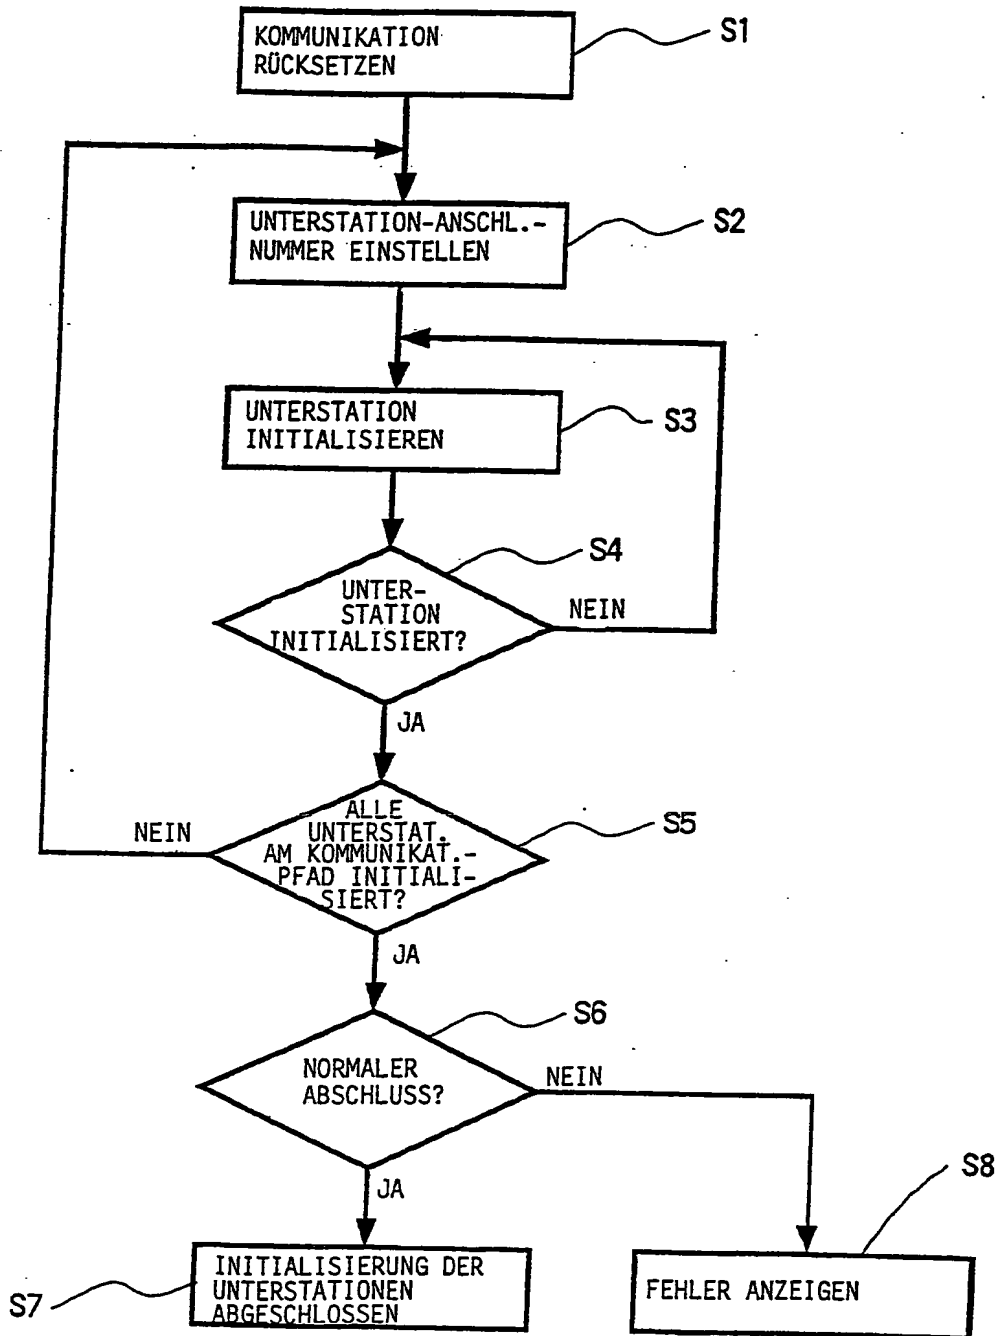 KOMMUNIKATION
RÜCKSETZEN
S1
UNTERSTATION-ANSCHL.-
NUMMER EINSTELLEN
S2
UNTERSTATION
INITIALISIEREN
S3
S4
UNTER-
STATION
INITIALISIERT?
NEIN
JA
ALLE
UNTERSTAT.
AM KOMMUNIKAT.-
PFAD INITIALI-
SIERT?
NEIN
S5
JA
S6
NORMALER
ABSCHLUSS?
NEIN
JA
S8
INITIALISIERUNG DER
UNTERSTATIONEN
ABGESCHLOSSEN
S7
FEHLER ANZEIGEN